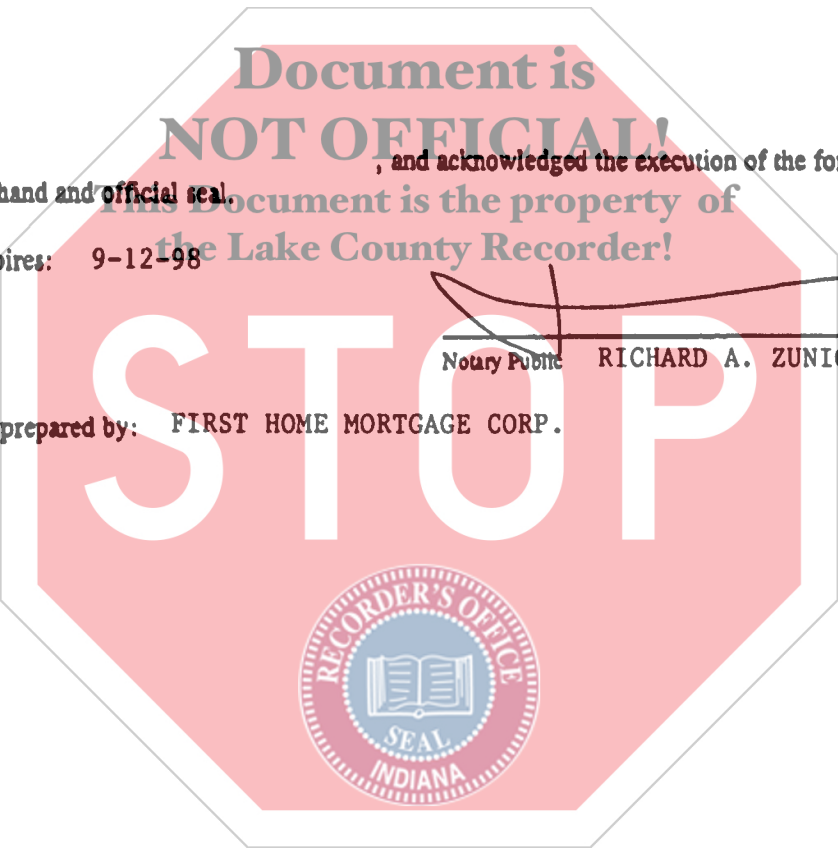 Document is
NOT OFFICIAL!
, and acknowledged the execution of the
hand and official seal.
This Document is the property of
the Lake County Recorder!
9-12-98
Notary Public RICHARD A.
prepared by: FIRST HOME MORTGAGE CORP.
STOP
RECORDER'S OFFICE
SEAL
INDIANA